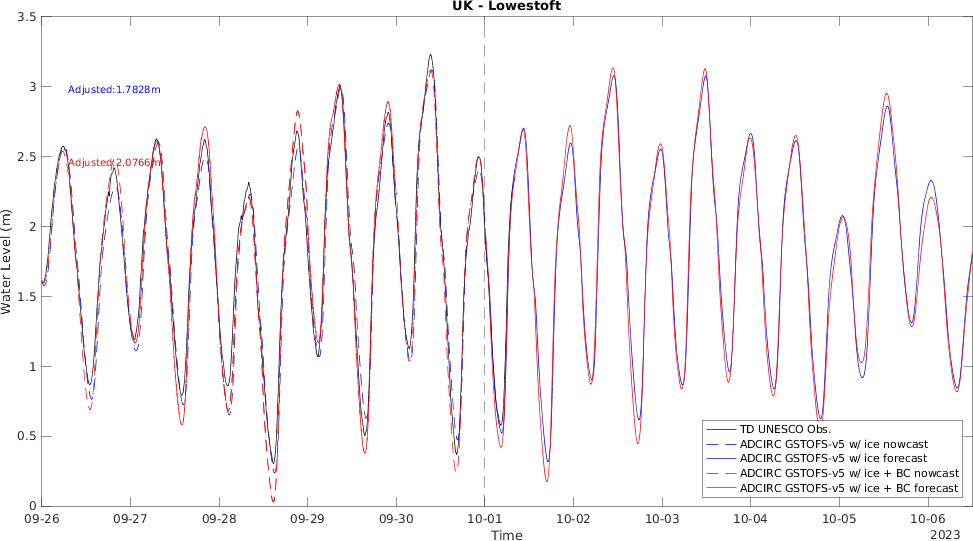 UK - Lowestoft
3.5
3
2.5
2
1.5
1
0.5
0
Water Level (m)
Adjusted:1.7828m
Adjusted:2.0766m
TD UNESCO Obs.
ADCIRC GSTOFS-v5 w/ ice nowcast
ADCIRC GSTOFS-v5 w/ ice forecast
ADCIRC GSTOFS-v5 w/ ice + BC nowcast
ADCIRC GSTOFS-v5 w/ ice + BC forecast
09-26 09-27 09-28 09-29 09-30 10-01 10-02 10-03 10-04 10-05 10-06
Time
2023